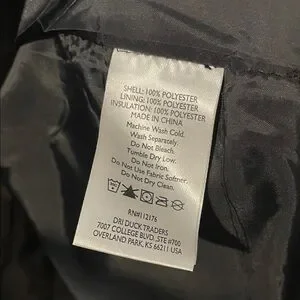 SHELL: 100% POLYESTER
LINING: 100% POLYESTER
INSULATION: 100% POLYESTER
MADE IN CHINA
Machine Wash Cold.
Wash Separately.
Do Not Bleach.
Tumble Dry Low.
Do Not Iron.
Do Not Use Fabric Softner.
Do Not Dry Clean.
RN#112176
DRI DUCK TRADERS
7007 COLLEGE BLVD., STE #700
OVERLAND PARK, KS 66211 USA